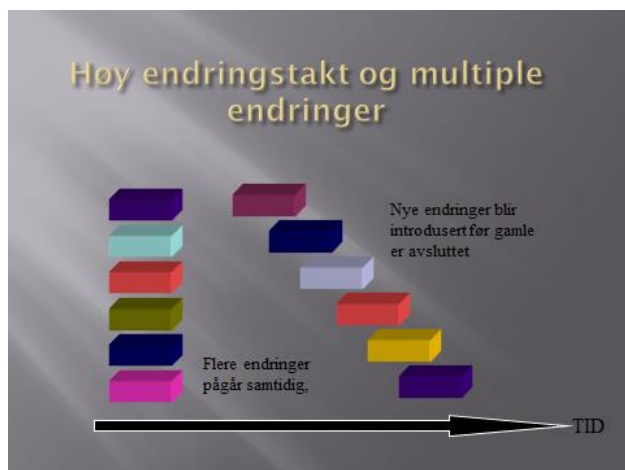 Høy endringstakt og multiple
endringer
Nye endringer blir
introdusert før gamle
er avsluttet
Flere endringer
pågår samtidig,
TID